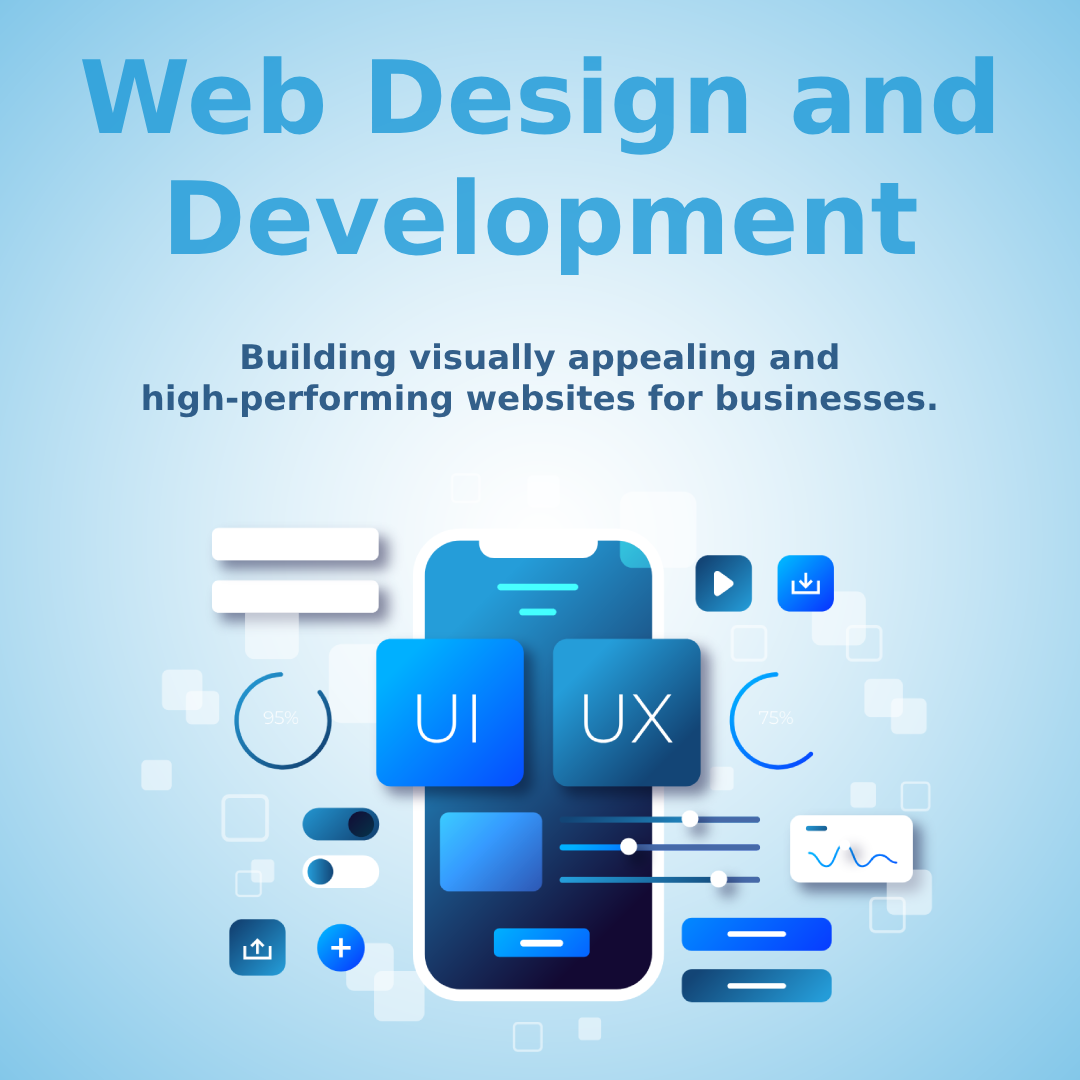 Web Design and
Development
Building visually appealing and
high-performing websites for businesses.
UI UX
95% 75%